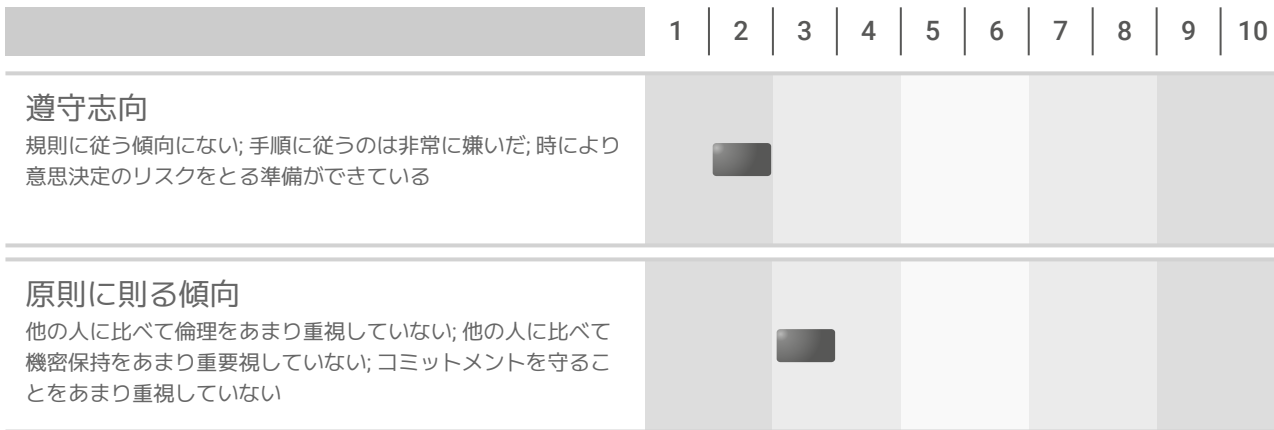 1 2 3 4 5 6 7 8 9 10
遵守志向
規則に従う傾向にない; 手順に従うのは非常に嫌いだ; 時により
意思決定のリスクをとる準備ができている
原則に則る傾向
他の人に比べて倫理をあまり重視していない; 他の人に比べて
機密保持をあまり重要視していない; コミットメントを守るこ
とをあまり重視していない